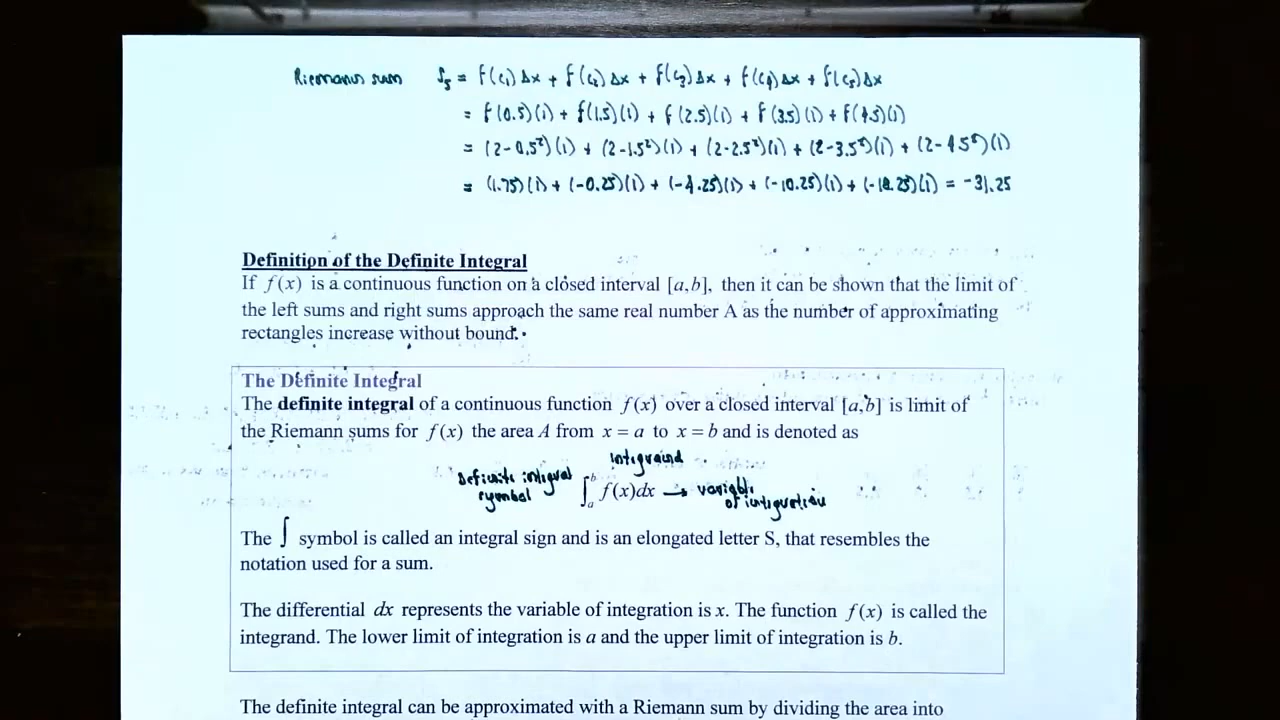 Riemanns sum S₅ = f(c₁)Δx + f(c₂)Δx + f(c₃)Δx + f(c₄)Δx + f(c₅)Δx
= f(0.5)(1) + f(1.5)(1) + f(2.5)(1) + f(3.5)(1) + f(4.5)(1)
= (2-0.5²)(1) + (2-1.5²)(1) + (2-2.5²)(1) + (2-3.5²)(1) + (2-4.5²)(1)
= (1.75)(1) + (-0.25)(1) + (-4.25)(1) + (-10.25)(1) + (-18.25)(1) = -31.25
Definition of the Definite Integral
If f(x) is a continuous function on a closed interval [a,b], then it can be shown that the limit of
the left sums and right sums approach the same real number A as the number of approximating
rectangles increase without bound.
The Definite Integral
The definite integral of a continuous function f(x) over a closed interval [a,b] is limit of
the Riemann sums for f(x) the area A from x = a to x = b and is denoted as
integraind
Definite integral
symbol ∫ₐᵇ f(x)dx → variable
of integration
The ∫ symbol is called an integral sign and is an elongated letter S, that resembles the
notation used for a sum.
The differential dx represents the variable of integration is x. The function f(x) is called the
integrand. The lower limit of integration is a and the upper limit of integration is b.
The definite integral can be approximated with a Riemann sum by dividing the area into